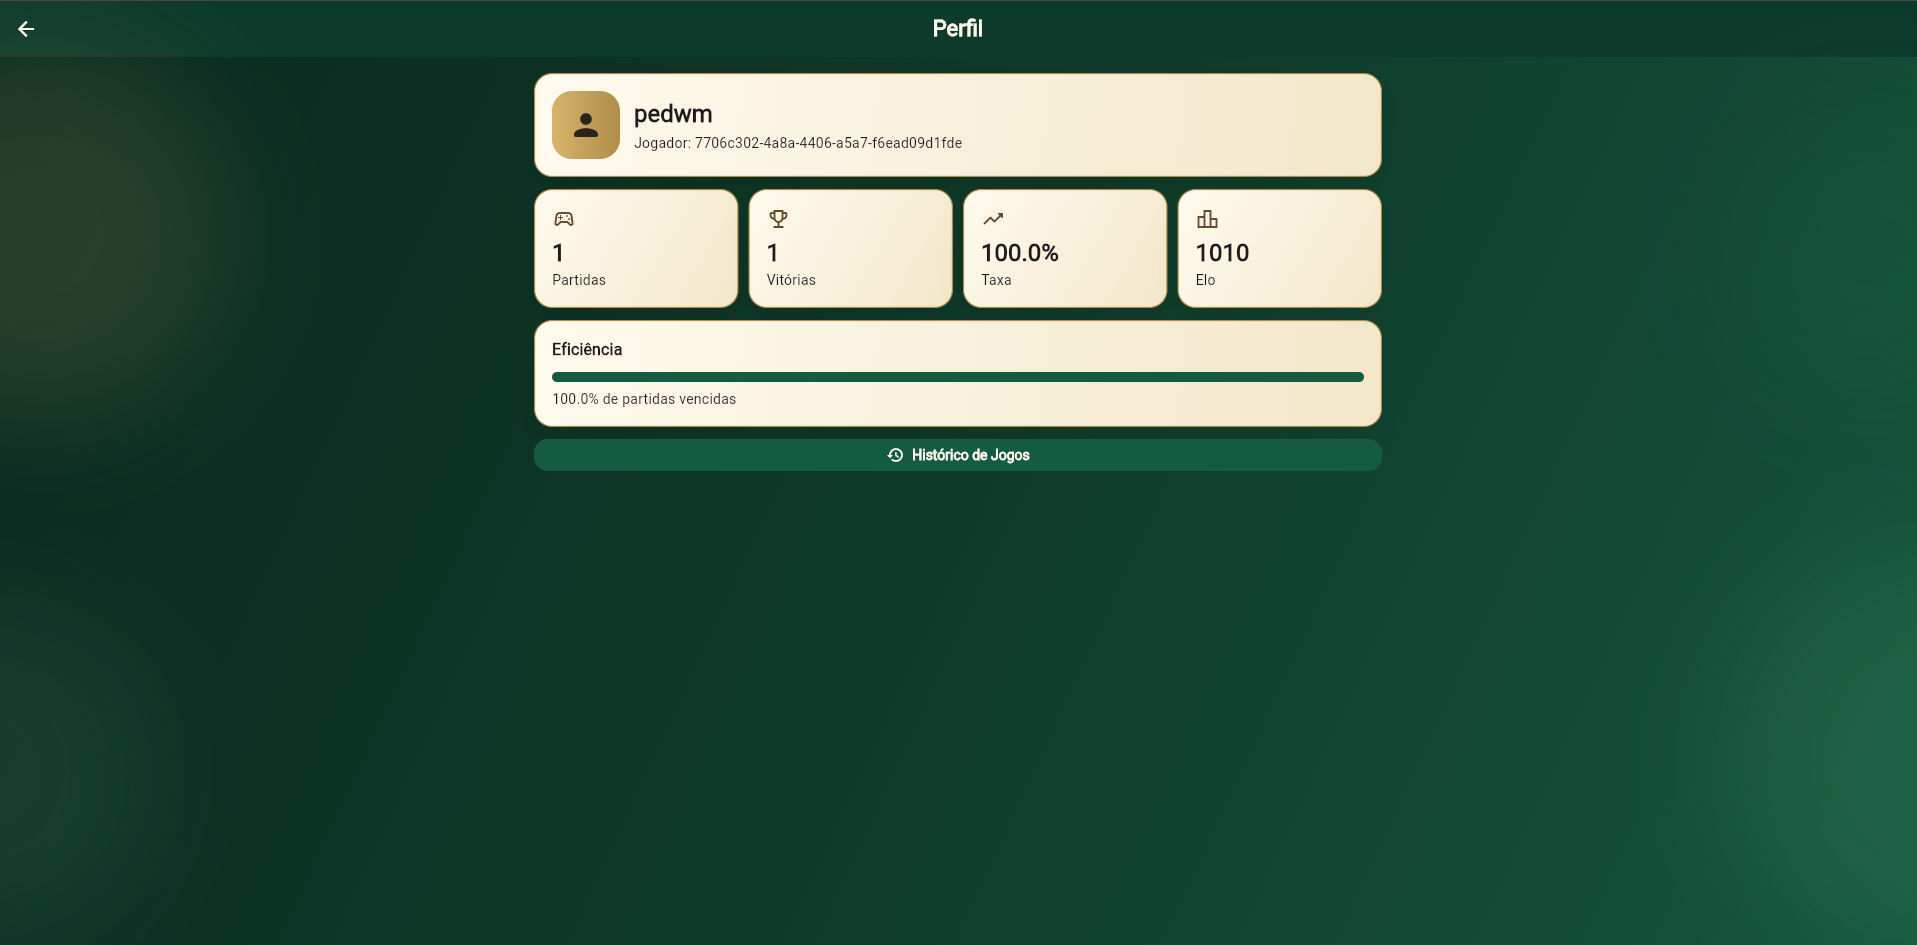 Perfil
pedwm
Jogador: 7706c302-4a8a-4406-a5a7-f6ead09d1fde
1
Partidas
1
Vitórias
100.0%
Taxa
1010
Elo
Eficiência
100.0% de partidas vencidas
Histórico de Jogos